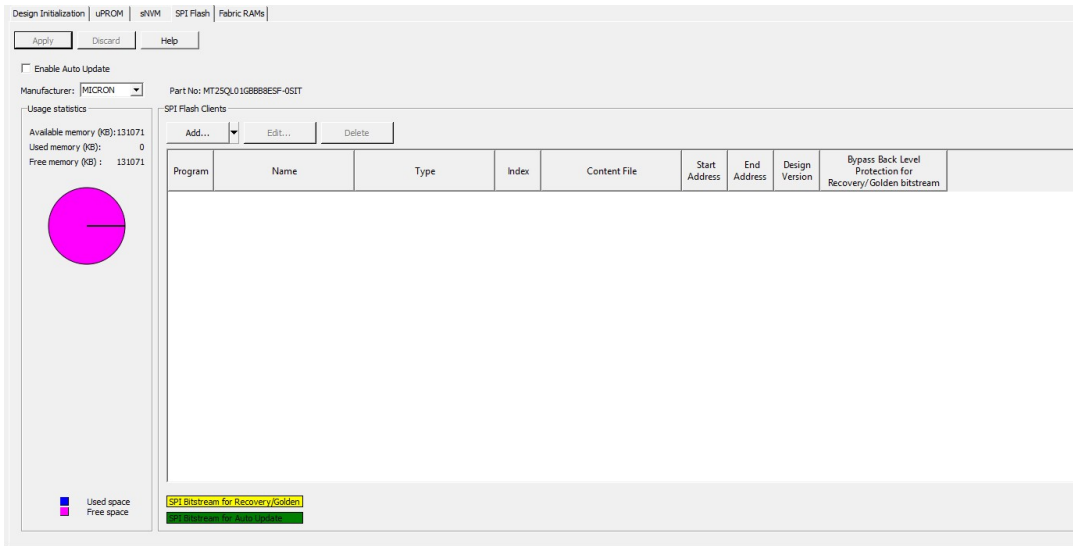 Design Initialization uPROM sNVM SPI Flash Fabric RAMs
Apply Discard Help
Enable Auto Update
Manufacturer: MICRON Part No: MT25QL01GBBB8ESF-0SIT
Usage statistics
Available memory (KB): 131071
Used memory (KB): 0
Free memory (KB) : 131071
Used space
Free space
SPI Flash Clients
Add... Edit... Delete
Program Name Type Index Content File Start Address End Address Design Version Bypass Back Level Protection for Recovery/Golden bitstream
SPI Bitstream for Recovery/Golden
SPI Bitstream for Auto Update